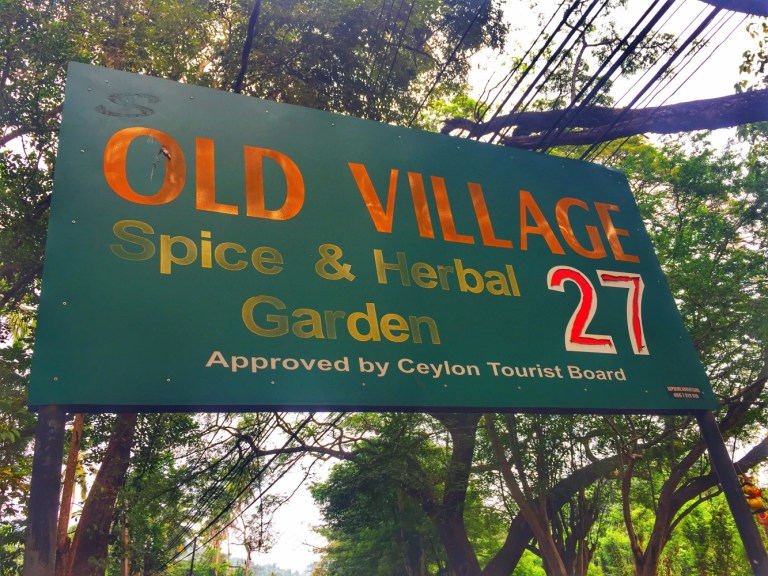 S
OLD VILLAGE
Spice & Herbal
Garden
27
Approved by Ceylon Tourist Board